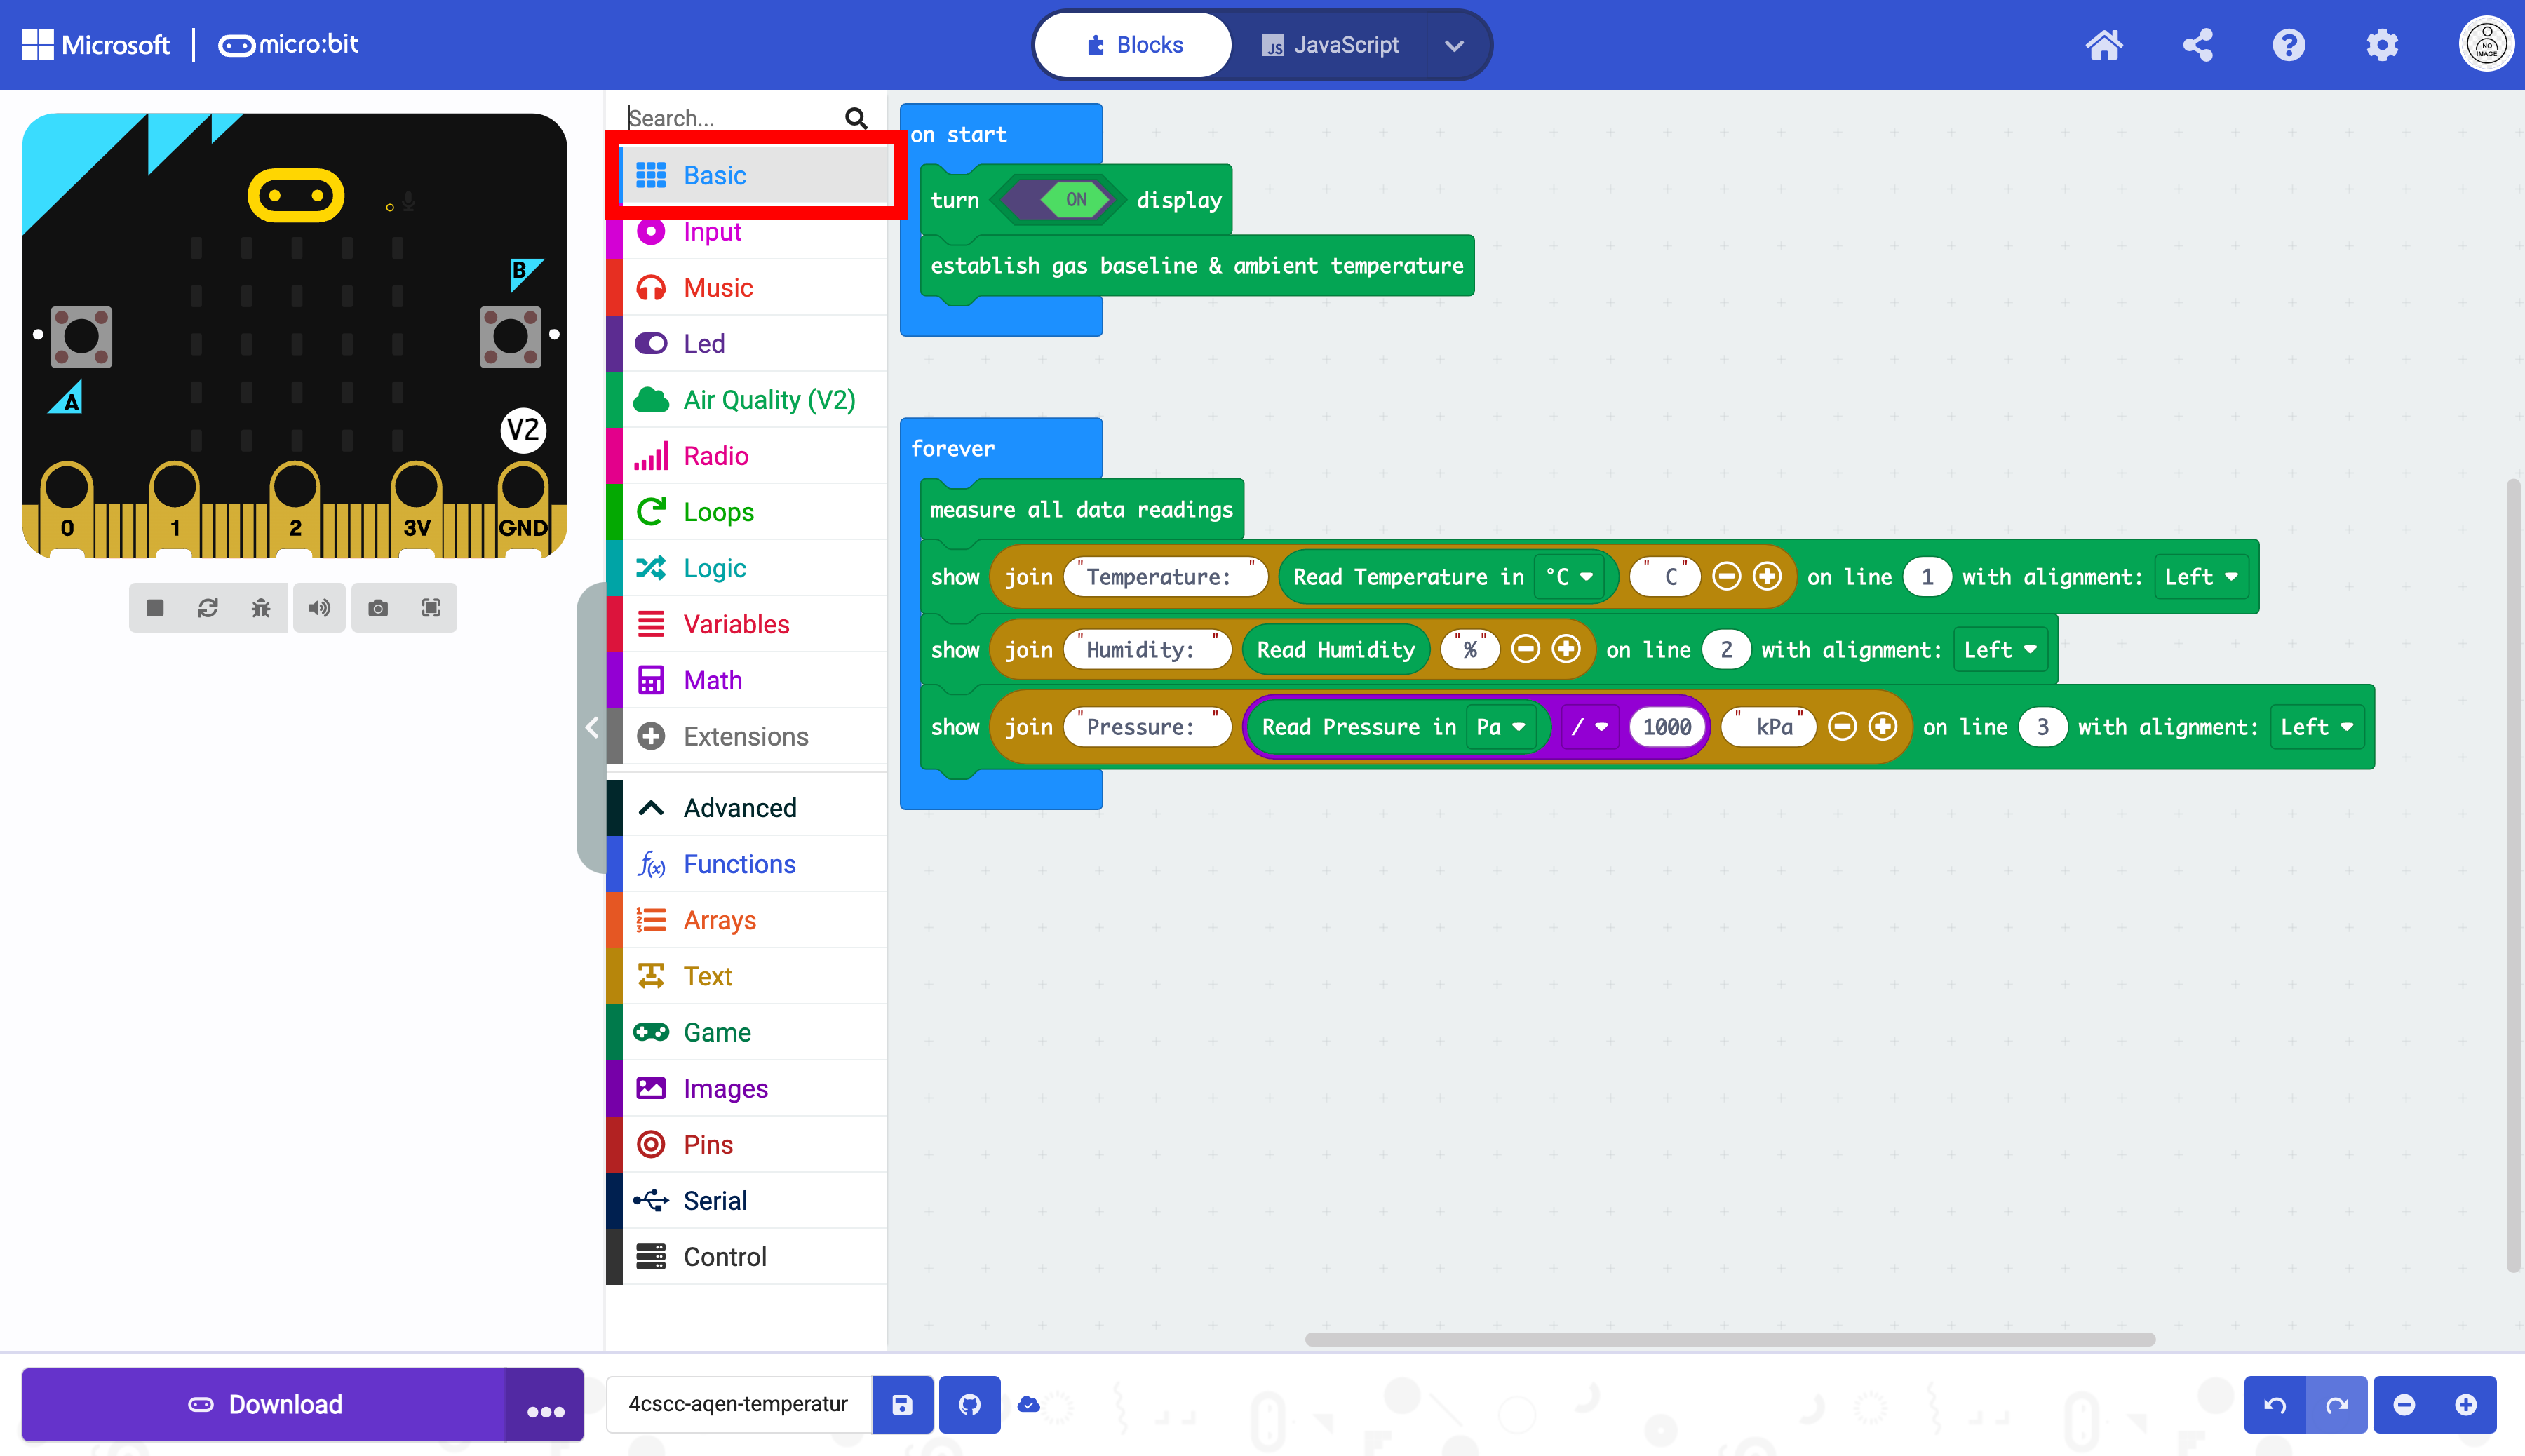 Microsoft | micro:bit
Blocks
JavaScript
NO
IMAGE
B
A
V2
0 1 2 3V GND
Search...
Basic
Input
Music
Led
Air Quality (V2)
Radio
Loops
Logic
Variables
Math
Extensions
Advanced
Functions
Arrays
Text
Game
Images
Pins
Serial
Control
on start
turn ON display
establish gas baseline & ambient temperature
forever
measure all data readings
show join "Temperature: " Read Temperature in °C " C" on line 1 with alignment: Left
show join "Humidity: " Read Humidity "%" on line 2 with alignment: Left
show join "Pressure: " Read Pressure in Pa / 1000 " kPa" on line 3 with alignment: Left
Download
4cscc-aqen-temperatur